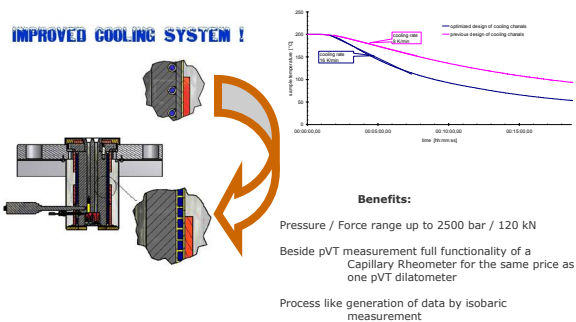 IMPROVED COOLING SYSTEM !
250
200
150
100
50
0
sample temperature [°C]
optimized design of cooling chanals
previous design of cooling chanels
cooling rate
8 K/min
cooling rate
16 K/min
00:00:00,00
00:05:00,00
00:10:00,00
00:15:00,00
time [hh:mm:ss]
Benefits:
Pressure / Force range up to 2500 bar / 120 kN
Beside pVT measurement full functionality of a
Capillary Rheometer for the same price as
one pVT dilatometer
Process like generation of data by isobaric
measurement